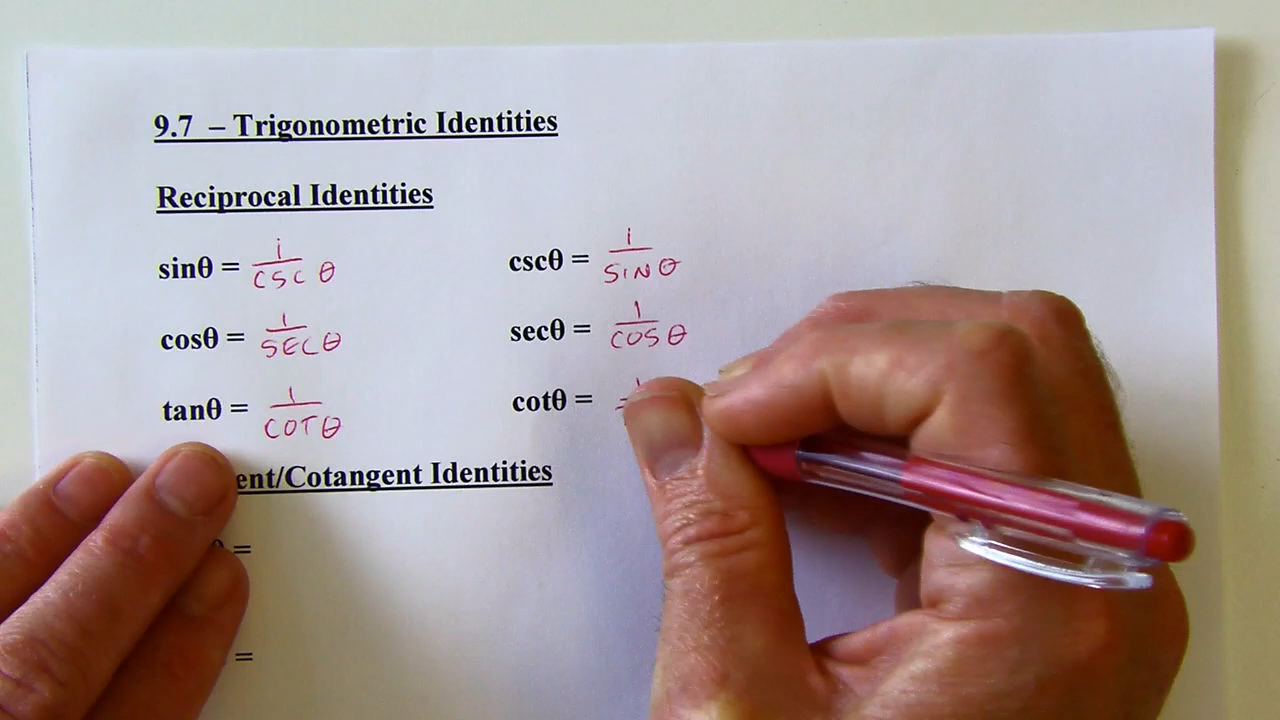 9.7 – Trigonometric Identities
Reciprocal Identities
sinθ = 1/CSC θ
cscθ = 1/SIN θ
cosθ = 1/SEC θ
secθ = 1/COS θ
tanθ = 1/COT θ
cotθ = 1
ent/Cotangent Identities
θ =
=